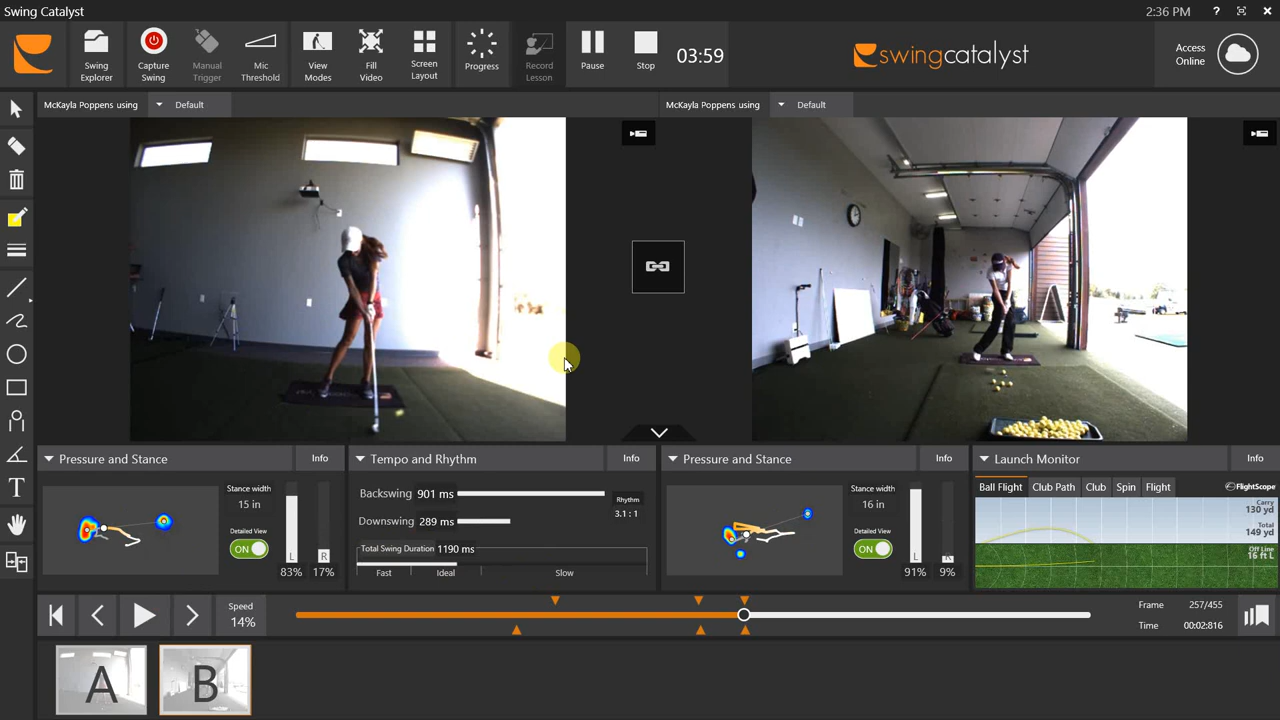 Swing Catalyst
2:36 PM
?
Swing Explorer
Capture Swing
Manual Trigger
Mic Threshold
View Modes
Fill Video
Screen Layout
Progress
Record Lesson
Pause
Stop
03:59
swingcatalyst
Access Online
McKayla Poppens using
Default
McKayla Poppens using
Default
T
Pressure and Stance
Info
Stance width
15 in
Detailed View
ON
L
R
83%
17%
Tempo and Rhythm
Info
Backswing 901 ms
Rhythm
3.1 : 1
Downswing 289 ms
Total Swing Duration 1190 ms
Fast Ideal Slow
Pressure and Stance
Info
Stance width
16 in
Detailed View
ON
L
R
91%
9%
Launch Monitor
Info
Ball Flight Club Path Club Spin Flight
FlightScope
Carry
130 yd
Total
149 yd
Off Line
16 ft L
Speed
14%
Frame 257/455
Time 00:02:816
A
B